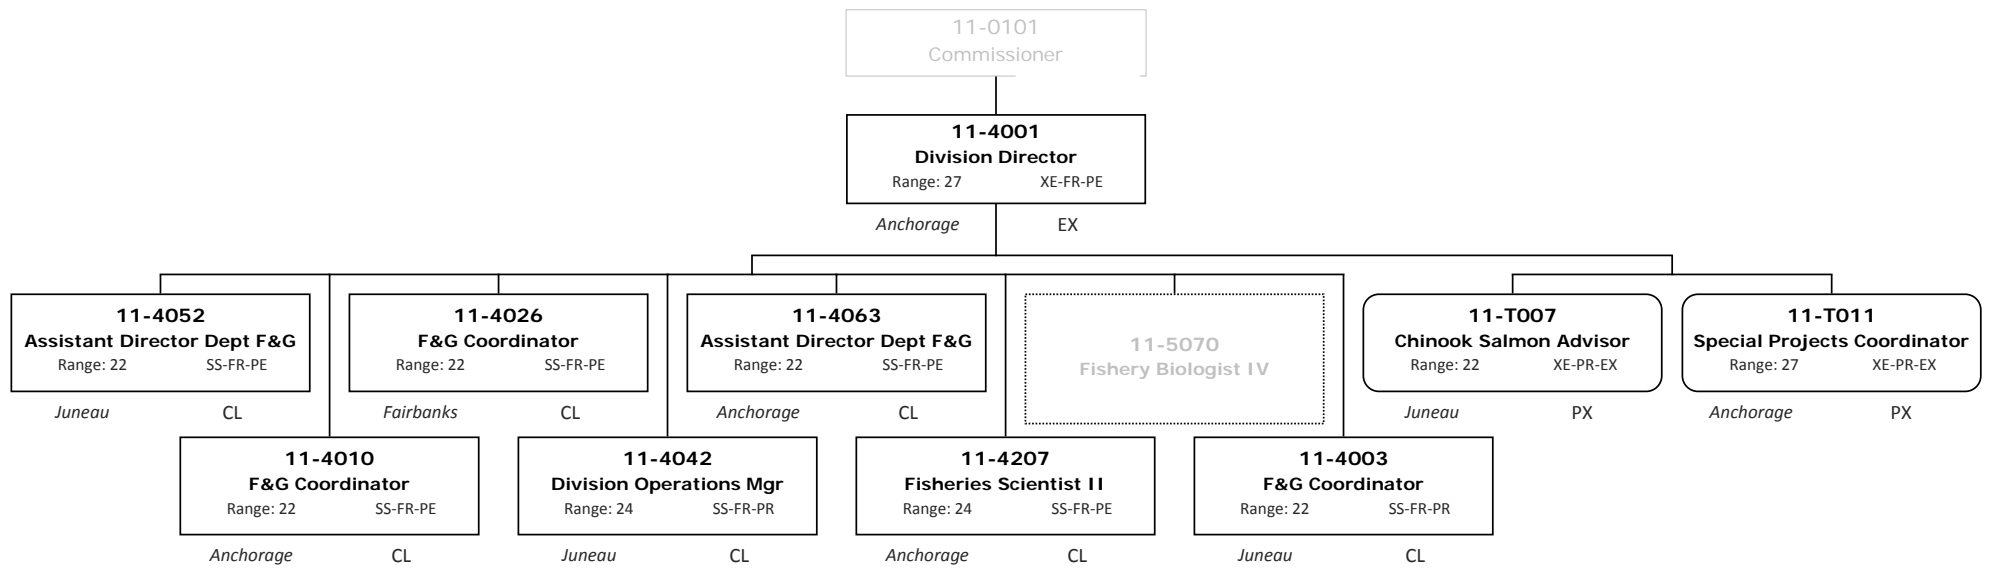 11-0101
Commissioner
11-4001
Division Director
Range: 27 XE-FR-PE
Anchorage EX
11-4052
Assistant Director Dept F&G
Range: 22 SS-FR-PE
Juneau CL
11-4026
F&G Coordinator
Range: 22 SS-FR-PE
Fairbanks CL
11-4063
Assistant Director Dept F&G
Range: 22 SS-FR-PE
Anchorage CL
11-5070
Fishery Biologist IV
11-T007
Chinook Salmon Advisor
Range: 22 XE-PR-EX
Juneau PX
11-T011
Special Projects Coordinator
Range: 27 XE-PR-EX
Anchorage PX
11-4010
F&G Coordinator
Range: 22 SS-FR-PE
Anchorage CL
11-4042
Division Operations Mgr
Range: 24 SS-FR-PR
Juneau CL
11-4207
Fisheries Scientist II
Range: 24 SS-FR-PE
Anchorage CL
11-4003
F&G Coordinator
Range: 22 SS-FR-PR
Juneau CL